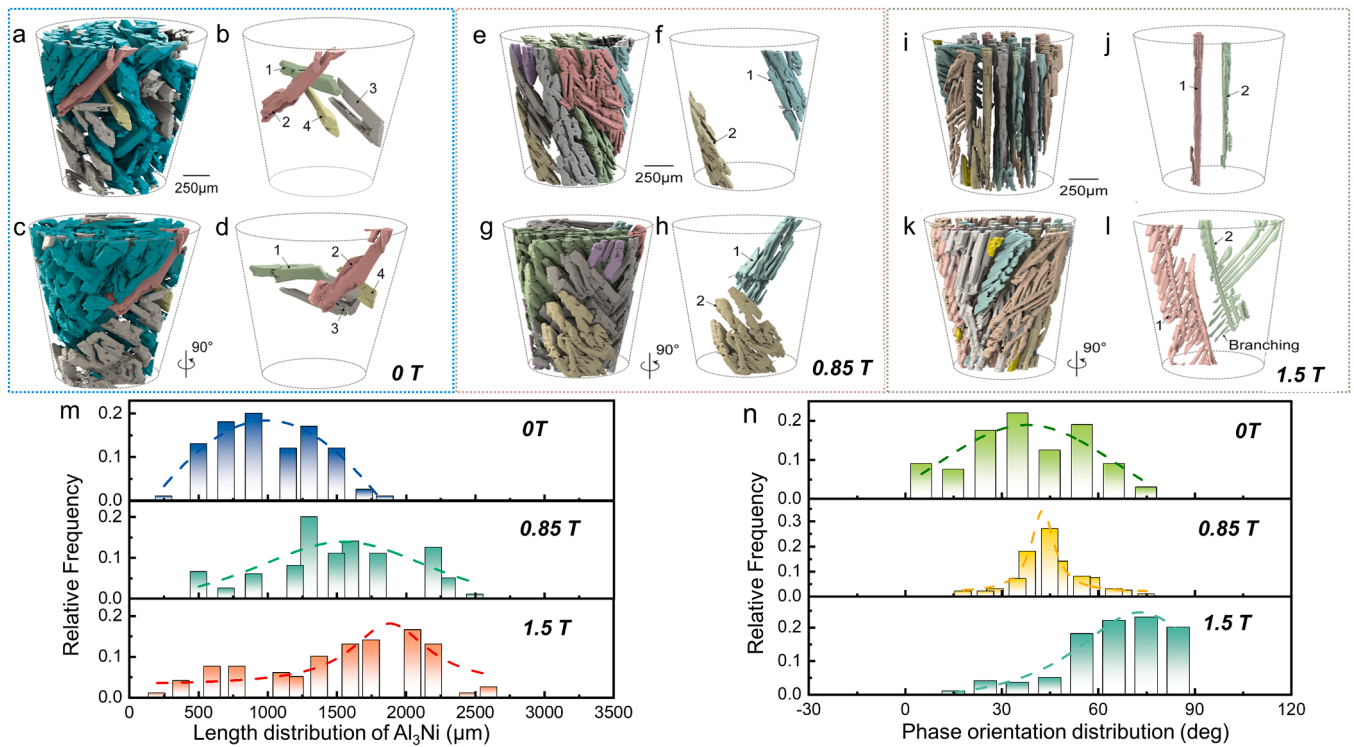 a
b
1
2
3
4
250μm
c
d
1
2
3
4
90°
0 T
e
f
1
2
250μm
g
h
1
2
90°
0.85 T
i
j
1
2
250μm
k
l
1
2
Branching
90°
1.5 T
m
0.2
0.1
0.0
0T
0.2
0.1
0.0
0.85 T
0.2
0.1
0.0
1.5 T
0 500 1000 1500 2000 2500 3000 3500
Relative Frequency
Length distribution of Al₃Ni (μm)
n
0.2
0.1
0.0
0T
0.3
0.2
0.1
0.0
0.85 T
0.2
0.1
0.0
1.5 T
-30 0 30 60 90 120
Relative Frequency
Phase orientation distribution (deg)